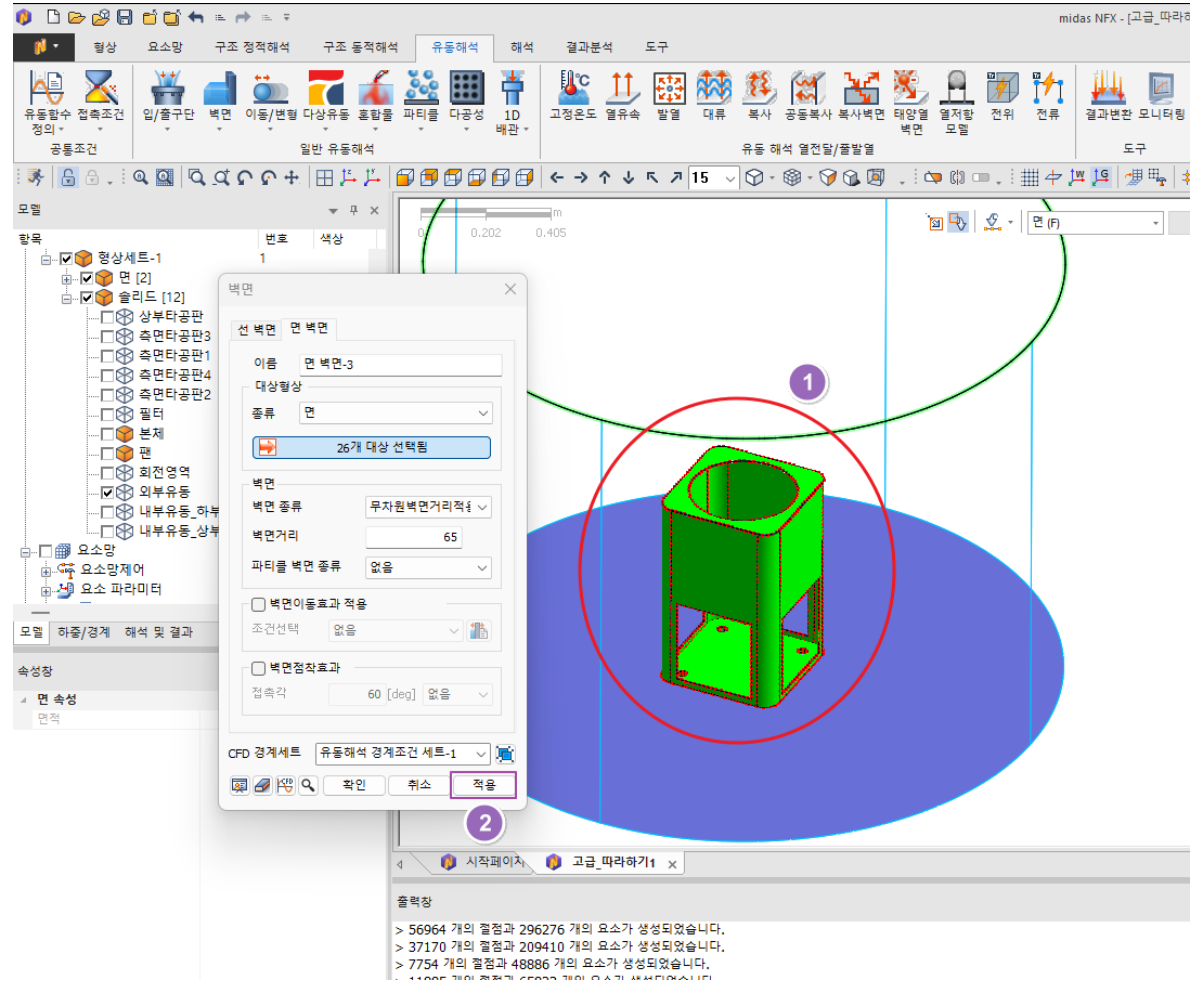 midas NFX - [고급_따라하
형상 요소망 구조 정적해석 구조 동적해석 유동해석 해석 결과분석 도구
유동함수 접촉조건 입/출구단 벽면 이동/변형 다상유동 혼합물 파티클 다공성 1D 고정온도 열유속 발열 대류 복사 공동복사 복사벽면 태양열 열저항 전위 전류 결과변환 모니터링
정의 배관 벽면 모델
공통조건 일반 유동해석 유동 해석 열전달/줄발열 도구
15
모델
항목 번호 색상
형상세트-1 1
면 [2]
솔리드 [12]
상부타공판
측면타공판3
측면타공판1
측면타공판4
측면타공판2
필터
본체
팬
회전영역
외부유동
내부유동_하부
내부유동_상부
요소망
요소망제어
요소 파라미터
모델 하중/경계 해석 및 결과
속성창
면 속성
면적
벽면
선 벽면 면 벽면
이름 면 벽면-3
대상형상
종류 면
26개 대상 선택됨
벽면
벽면 종류 무차원벽면거리적용
벽면거리 65
파티클 벽면 종류 없음
벽면이동효과 적용
조건선택 없음
벽면점착효과
접촉각 60 [deg] 없음
CFD 경계세트 유동해석 경계조건 세트-1
확인 취소 적용
2
m
0 0.202 0.405
면 (F)
1
시작페이지 고급_따라하기1
출력창
> 56964 개의 절점과 296276 개의 요소가 생성되었습니다.
> 37170 개의 절점과 209410 개의 요소가 생성되었습니다.
> 7754 개의 절점과 48886 개의 요소가 생성되었습니다.